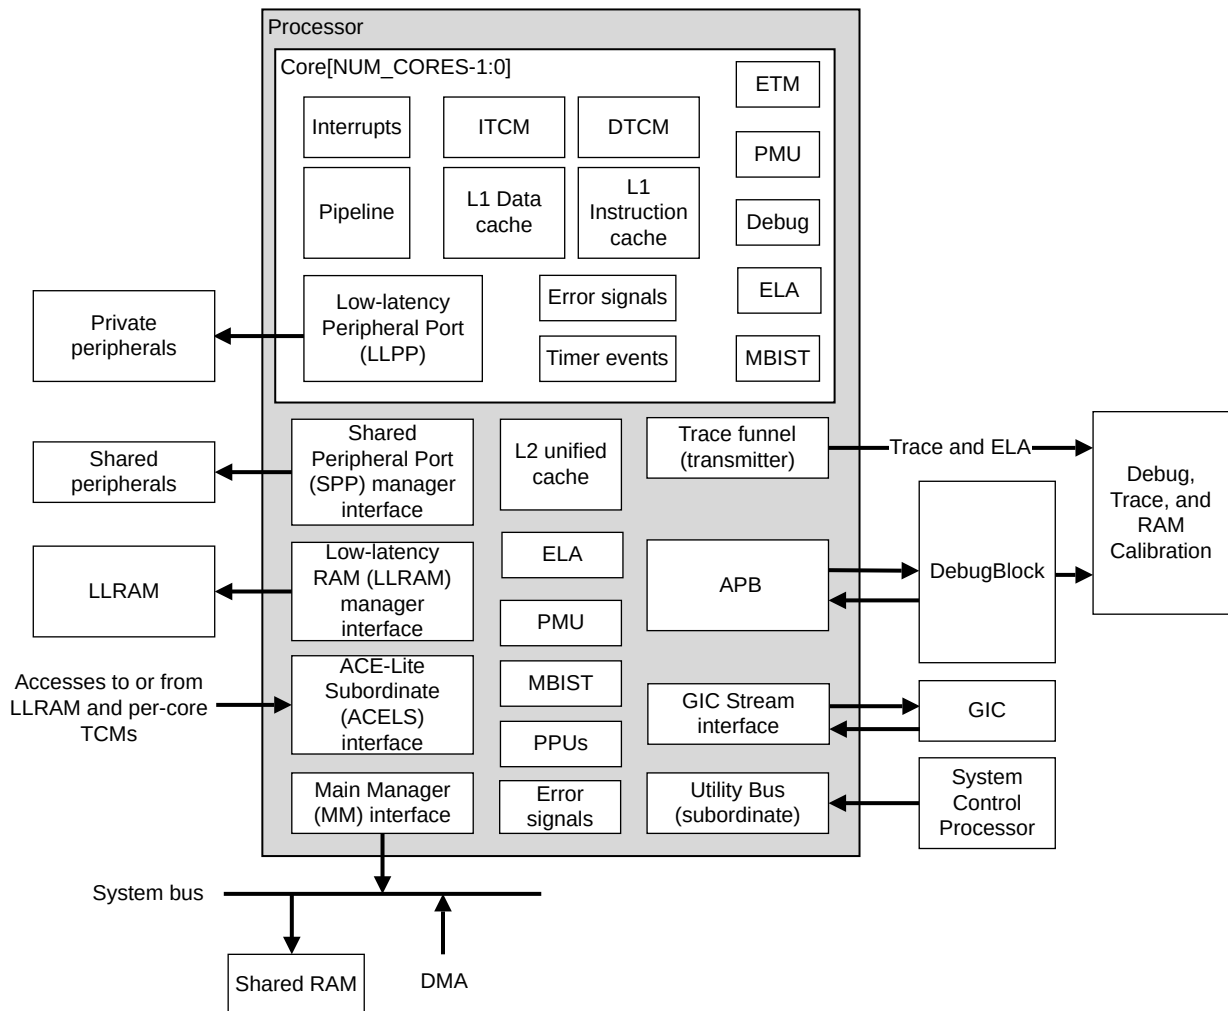 Processor
Core[NUM_CORES-1:0]
Interrupts
ITCM
DTCM
ETM
PMU
Pipeline
L1 Data
cache
L1
Instruction
cache
Debug
Low-latency
Peripheral Port
(LLPP)
Error signals
ELA
Timer events
MBIST
Private
peripherals
Shared
peripherals
Shared
Peripheral Port
(SPP) manager
interface
L2 unified
cache
Trace funnel
(transmitter)
Trace and ELA
Debug,
Trace, and
RAM
Calibration
LLRAM
Low-latency
RAM (LLRAM)
manager
interface
ELA
PMU
APB
DebugBlock
Accesses to or from
LLRAM and per-core
TCMs
ACE-Lite
Subordinate
(ACELS)
interface
MBIST
PPUs
GIC Stream
interface
GIC
Main Manager
(MM) interface
Error
signals
Utility Bus
(subordinate)
System
Control
Processor
System bus
Shared RAM
DMA